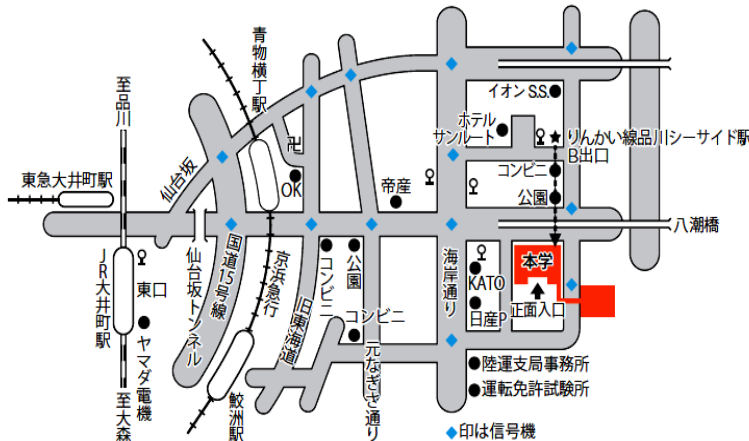 青物横丁駅
至品川
仙台坂
卍
OK
東急大井町駅
イオンS.S.
ホテル
サンルート
りんかい線品川シーサイド駅
B出口
コンビニ
公園
帝産
八潮橋
JR大井町駅
東口
ヤマダ電機
至大森
仙台坂トンネル
国道15号線
京浜急行
鮫洲駅
旧東海道
コンビニ
公園
コンビニ
元なぎさ通り
海岸通り
KATO
日産P
本学
正面入口
陸運支局事務所
運転免許試験所
印は信号機